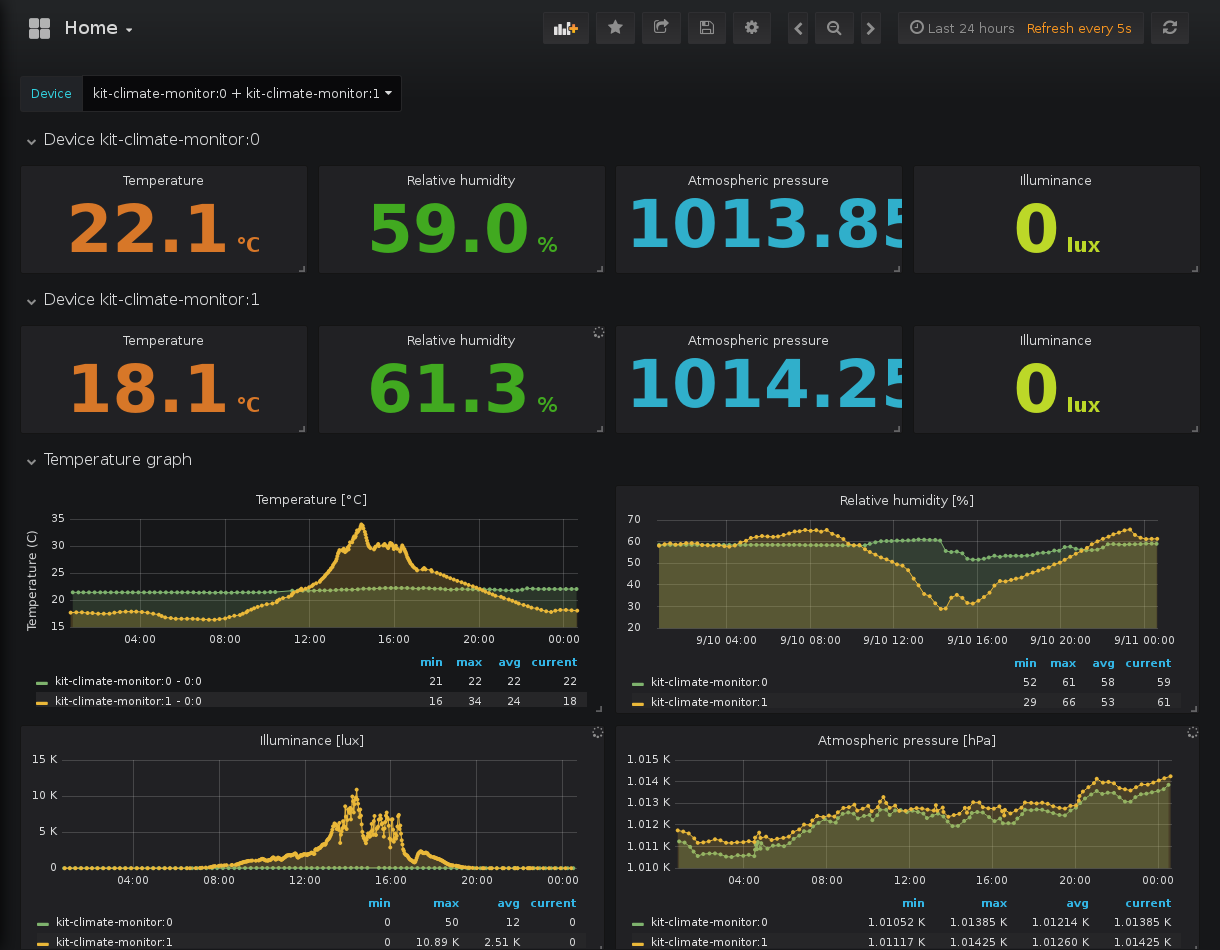 Home
Last 24 hours Refresh every 5s
Device kit-climate-monitor:0 + kit-climate-monitor:1
Device kit-climate-monitor:0
Temperature
22.1 °C
Relative humidity
59.0 %
Atmospheric pressure
1013.85
Illuminance
0 lux
Device kit-climate-monitor:1
Temperature
18.1 °C
Relative humidity
61.3 %
Atmospheric pressure
1014.25
Illuminance
0 lux
Temperature graph
Temperature [°C]
Temperature (C)
35
30
25
20
15
04:00 08:00 12:00 16:00 20:00 00:00
min max avg current
kit-climate-monitor:0 - 0:0 21 22 22 22
kit-climate-monitor:1 - 0:0 16 34 24 18
Relative humidity [%]
70
60
50
40
30
20
9/10 04:00 9/10 08:00 9/10 12:00 9/10 16:00 9/10 20:00 9/11 00:00
min max avg current
kit-climate-monitor:0 52 61 58 59
kit-climate-monitor:1 29 66 53 61
Illuminance [lux]
15 K
10 K
5 K
0
04:00 08:00 12:00 16:00 20:00 00:00
min max avg current
kit-climate-monitor:0 0 50 12 0
kit-climate-monitor:1 0 10.89 K 2.51 K 0
Atmospheric pressure [hPa]
1.015 K
1.014 K
1.013 K
1.012 K
1.011 K
1.010 K
04:00 08:00 12:00 16:00 20:00 00:00
min max avg current
kit-climate-monitor:0 1.01052 K 1.01385 K 1.01214 K 1.01385 K
kit-climate-monitor:1 1.01117 K 1.01425 K 1.01260 K 1.01425 K